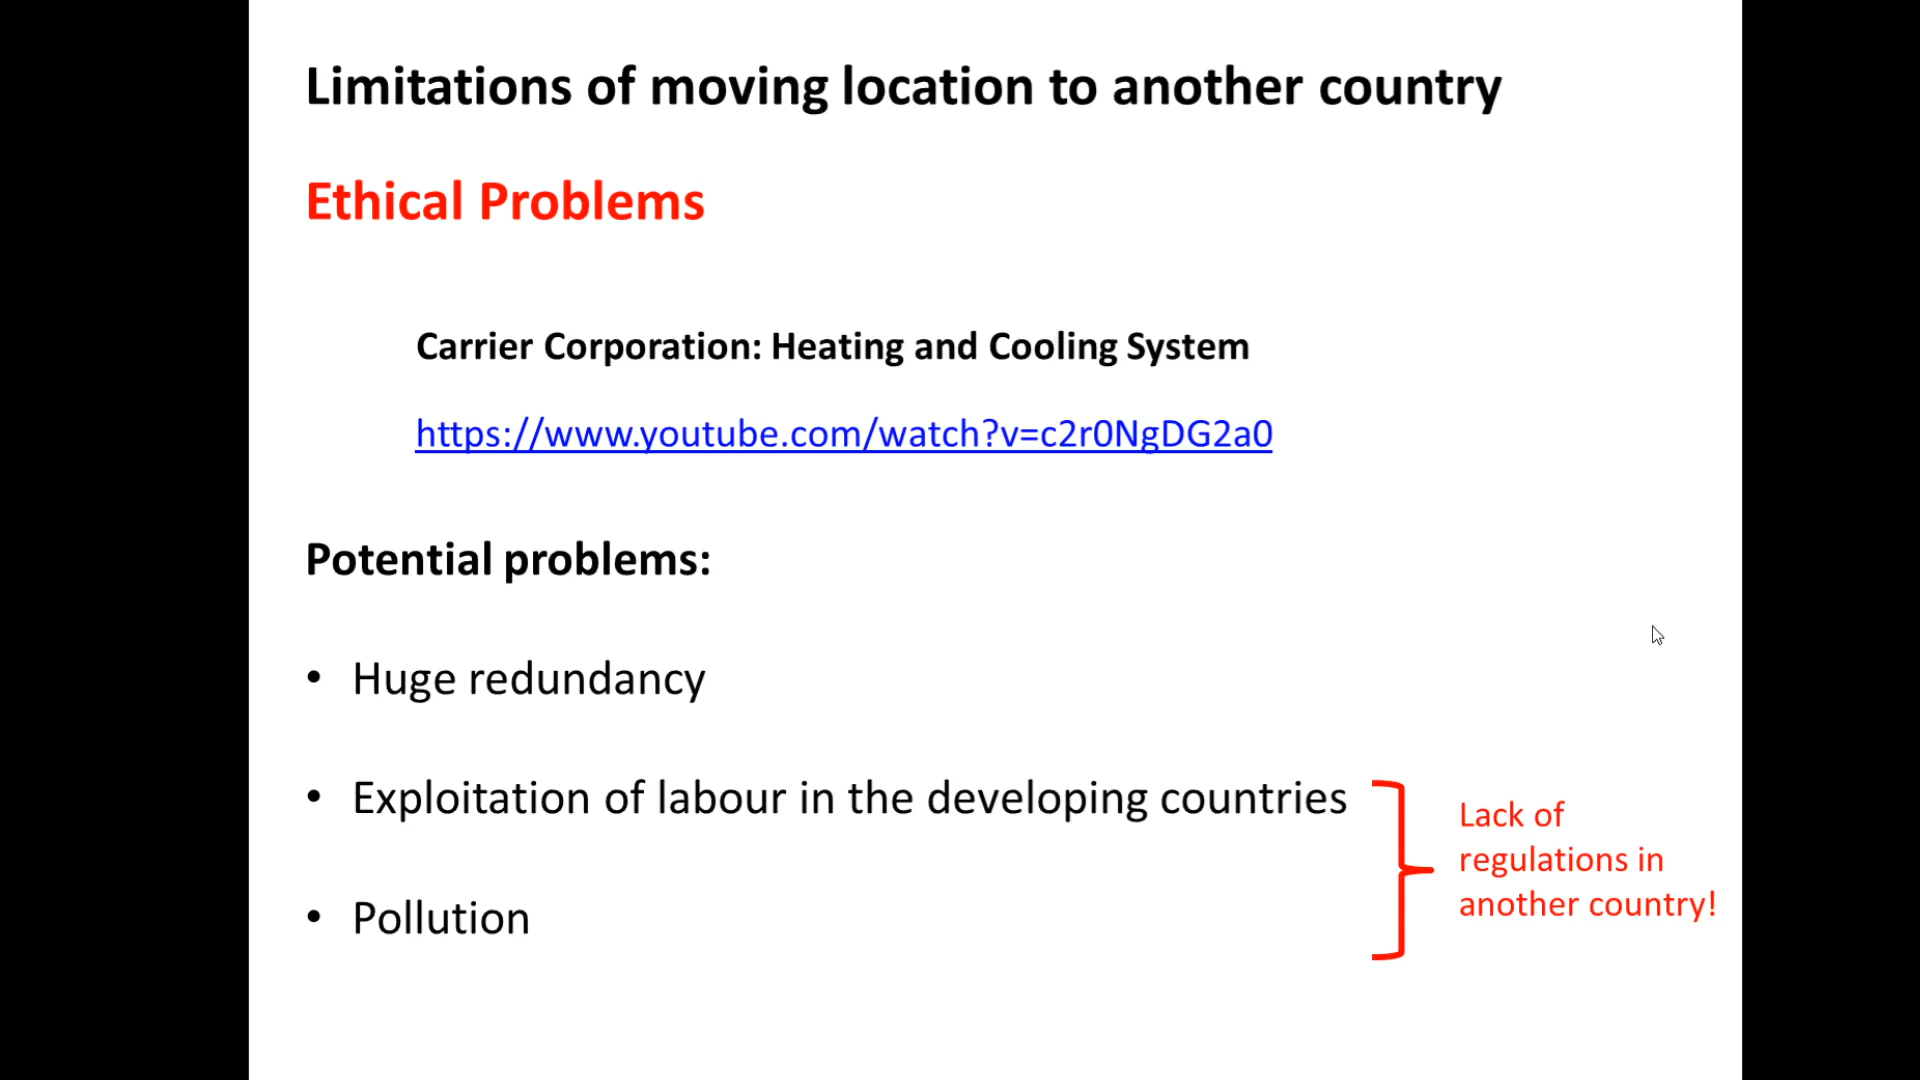 Limitations of moving location to another country
Ethical Problems
Carrier Corporation: Heating and Cooling System
https://www.youtube.com/watch?v=c2r0NgDG2a0
Potential problems:
• Huge redundancy
• Exploitation of labour in the developing countries
• Pollution
Lack of
regulations in
another country!